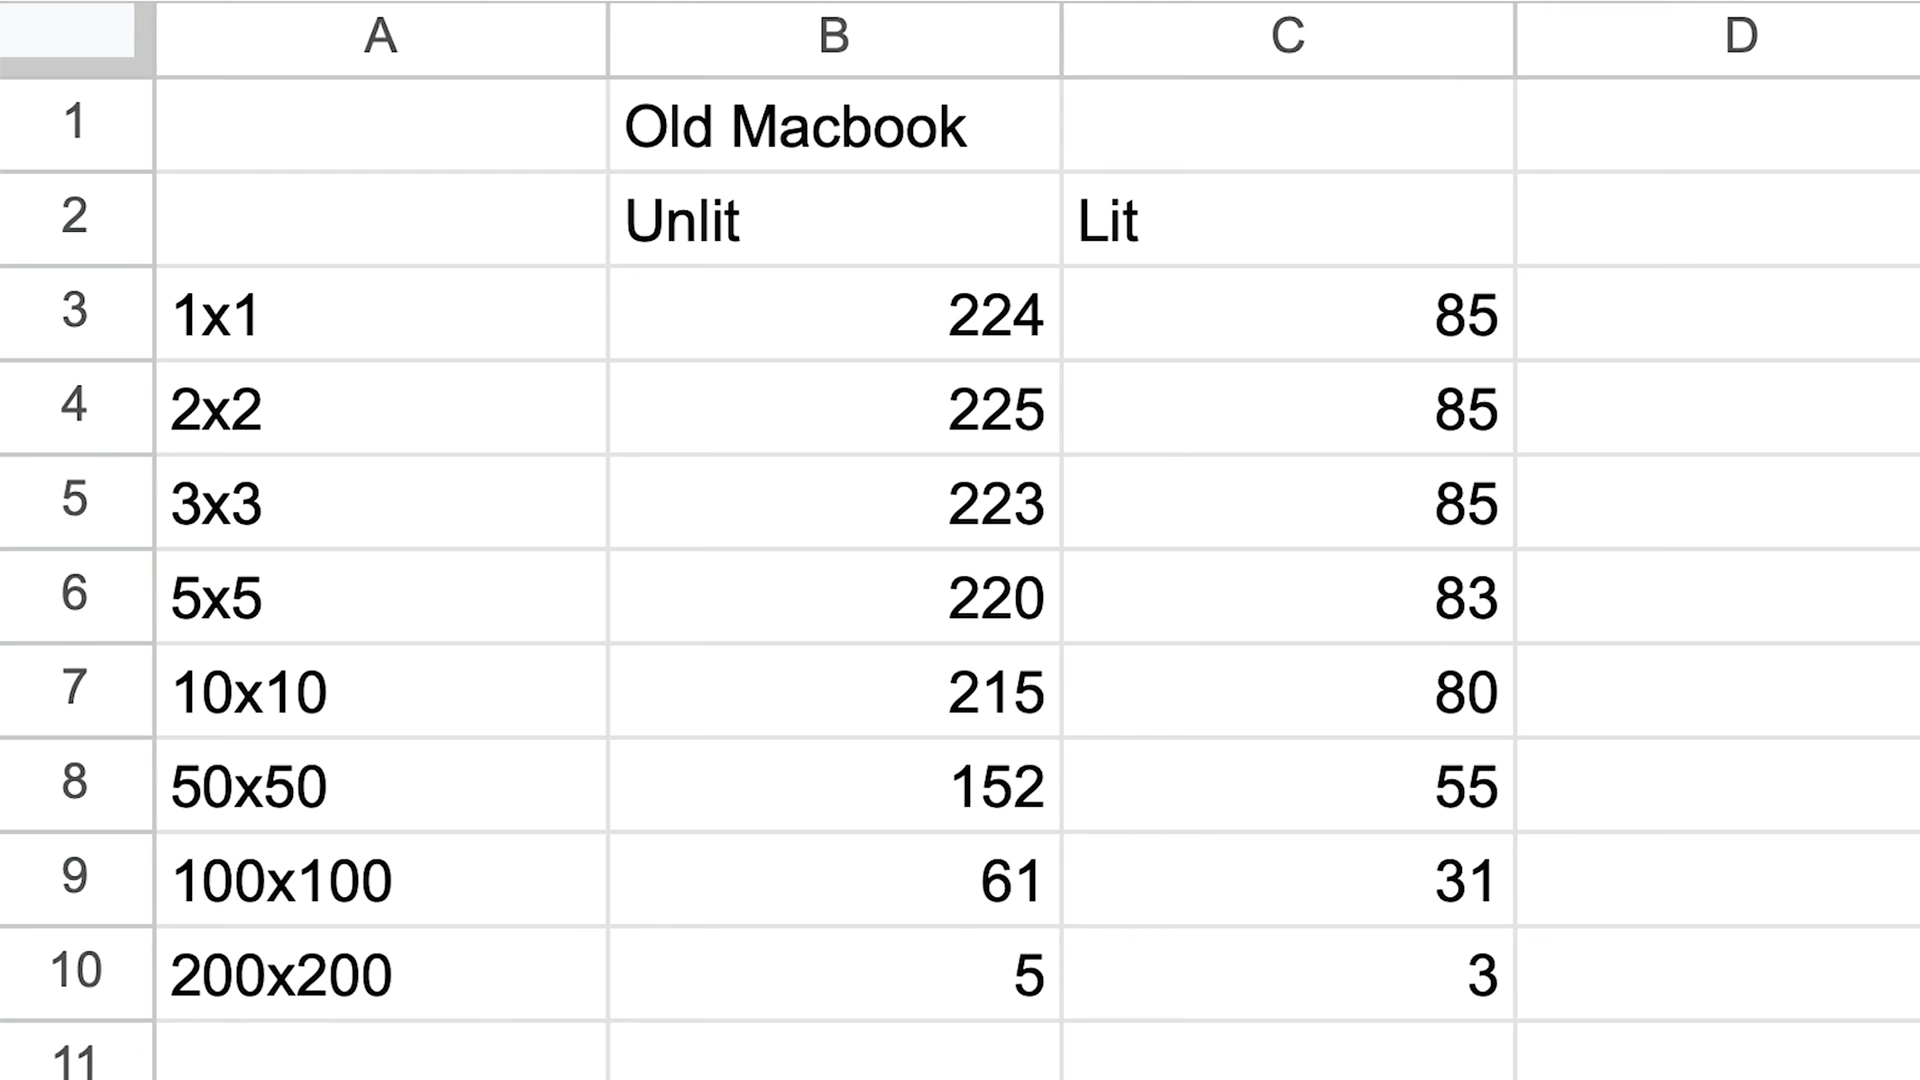 A B C D
1 Old Macbook
2 Unlit Lit
3 1x1 224 85
4 2x2 225 85
5 3x3 223 85
6 5x5 220 83
7 10x10 215 80
8 50x50 152 55
9 100x100 61 31
10 200x200 5 3
11